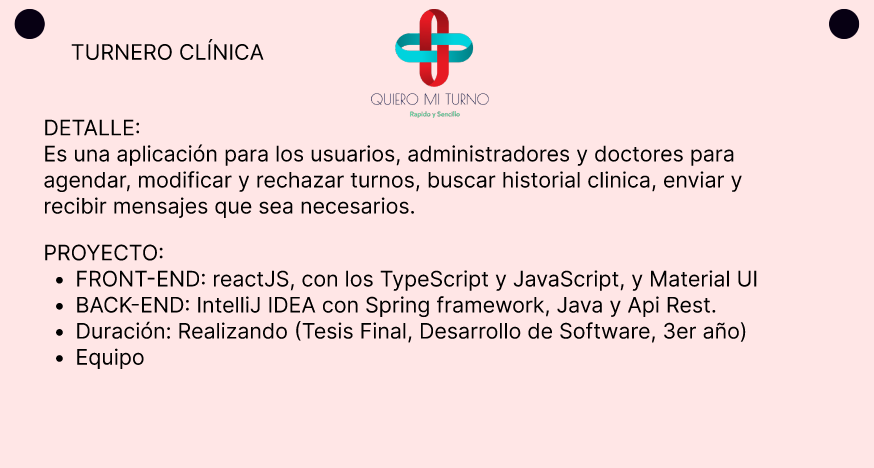 TURNERO CLÍNICA
QUIERO MI TURNO
Rapido y Sencillo
DETALLE:
Es una aplicación para los usuarios, administradores y doctores para
agendar, modificar y rechazar turnos, buscar historial clinica, enviar y
recibir mensajes que sea necesarios.
PROYECTO:
• FRONT-END: reactJS, con los TypeScript y JavaScript, y Material UI
• BACK-END: IntelliJ IDEA con Spring framework, Java y Api Rest.
• Duración: Realizando (Tesis Final, Desarrollo de Software, 3er año)
• Equipo